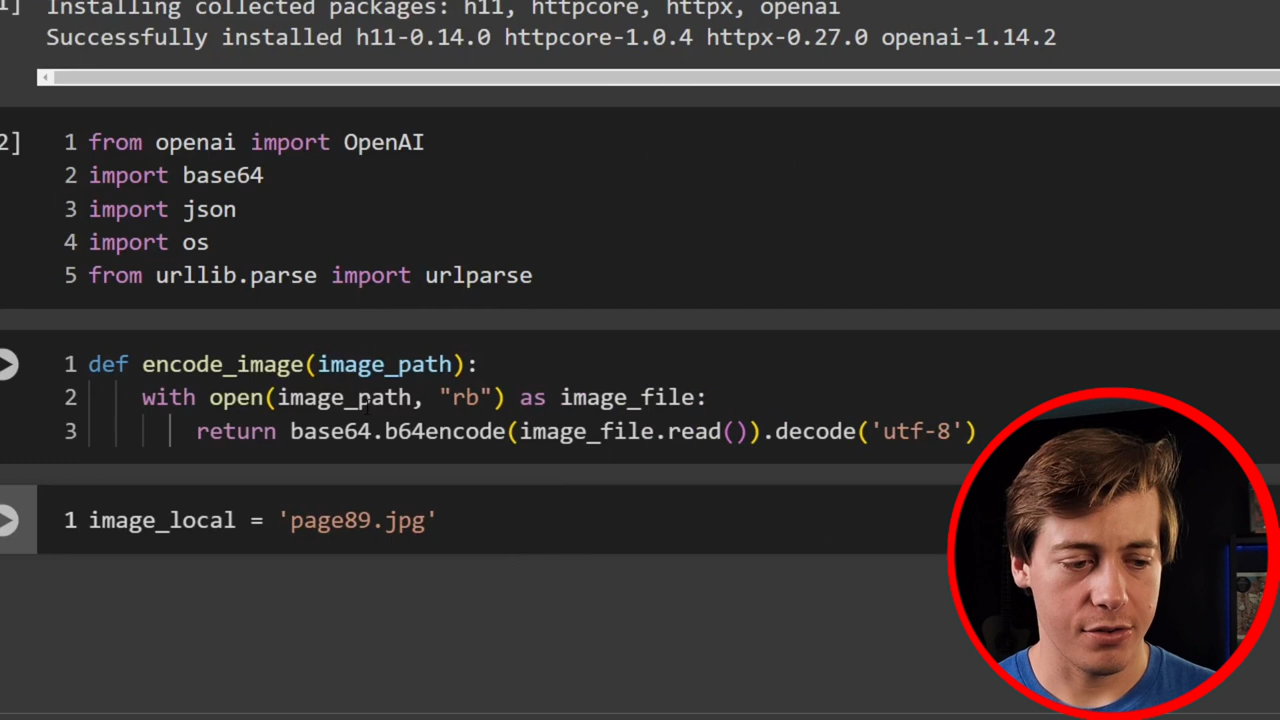 Installing collected packages: h11, httpcore, httpx, openai
Successfully installed h11-0.14.0 httpcore-1.0.4 httpx-0.27.0 openai-1.14.2
2]
1 from openai import OpenAI
2 import base64
3 import json
4 import os
5 from urllib.parse import urlparse
1 def encode_image(image_path):
2 with open(image_path, "rb") as image_file:
3 return base64.b64encode(image_file.read()).decode('utf-8')
1 image_local = 'page89.jpg'